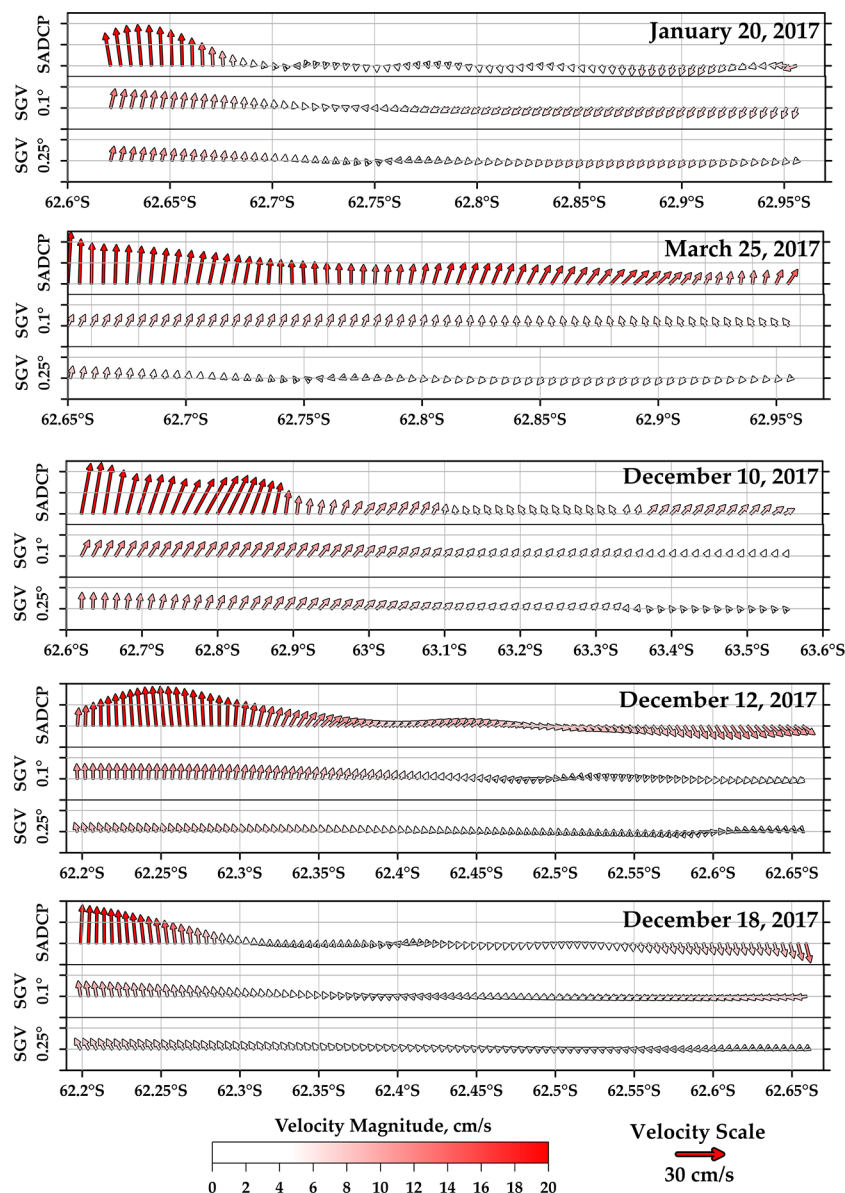 January 20, 2017
SADCP
SGV
0.1°
SGV
0.25°
62.6°S 62.65°S 62.7°S 62.75°S 62.8°S 62.85°S 62.9°S 62.95°S
March 25, 2017
SADCP
SGV
0.1°
SGV
0.25°
62.65°S 62.7°S 62.75°S 62.8°S 62.85°S 62.9°S 62.95°S
December 10, 2017
SADCP
SGV
0.1°
SGV
0.25°
62.6°S 62.7°S 62.8°S 62.9°S 63°S 63.1°S 63.2°S 63.3°S 63.4°S 63.5°S 63.6°S
December 12, 2017
SADCP
SGV
0.1°
SGV
0.25°
62.2°S 62.25°S 62.3°S 62.35°S 62.4°S 62.45°S 62.5°S 62.55°S 62.6°S 62.65°S
December 18, 2017
SADCP
SGV
0.1°
SGV
0.25°
62.2°S 62.25°S 62.3°S 62.35°S 62.4°S 62.45°S 62.5°S 62.55°S 62.6°S 62.65°S
Velocity Magnitude, cm/s
0 2 4 6 8 10 12 14 16 18 20
Velocity Scale
30 cm/s